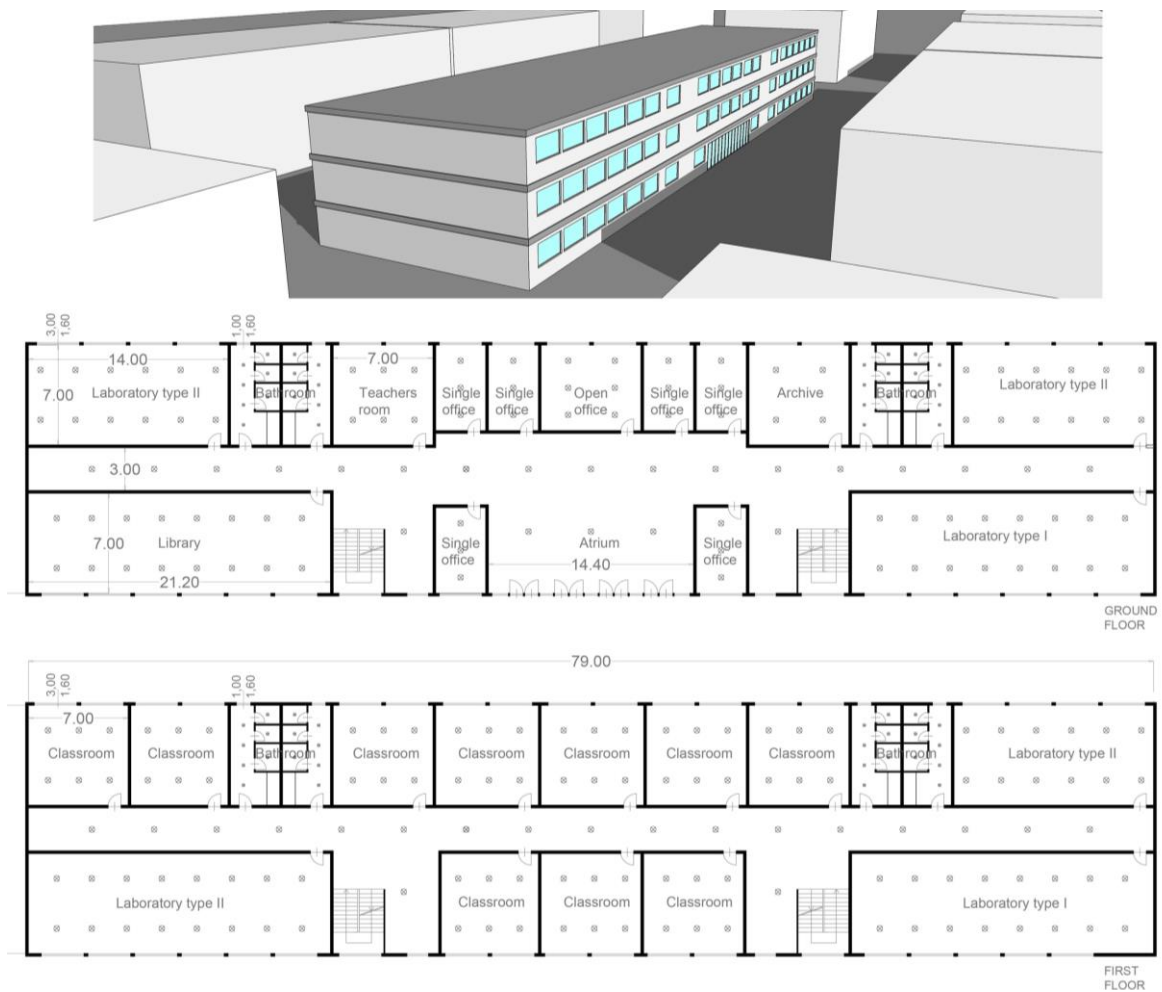 3.00
1,60
1,00
1,60
14.00
7.00
7.00
Laboratory type II
Bathroom
Teachers
room
Single
office
Single
office
Open
office
Single
office
Single
office
Archive
Bathroom
Laboratory type II
3.00
7.00
Library
21.20
Single
office
Atrium
14.40
Single
office
Laboratory type I
GROUND
FLOOR
79.00
3.00
1,60
1,00
1,60
7.00
Classroom
Classroom
Bathroom
Classroom
Classroom
Classroom
Classroom
Classroom
Bathroom
Laboratory type II
Laboratory type II
Classroom
Classroom
Classroom
Laboratory type I
FIRST
FLOOR